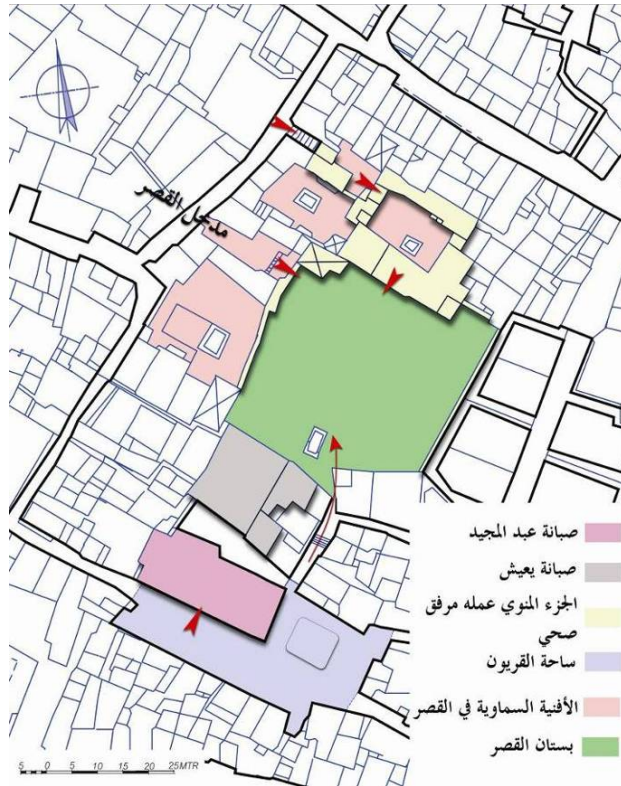 مدخل القصر
صبانة عبد المجيد
صبانة يعيش
الجزء المنوي عمله مرفق
صحي
ساحة القريون
الأفنية السماوية في القصر
بستان القصر
5 0 5 10 15 20 25MTR